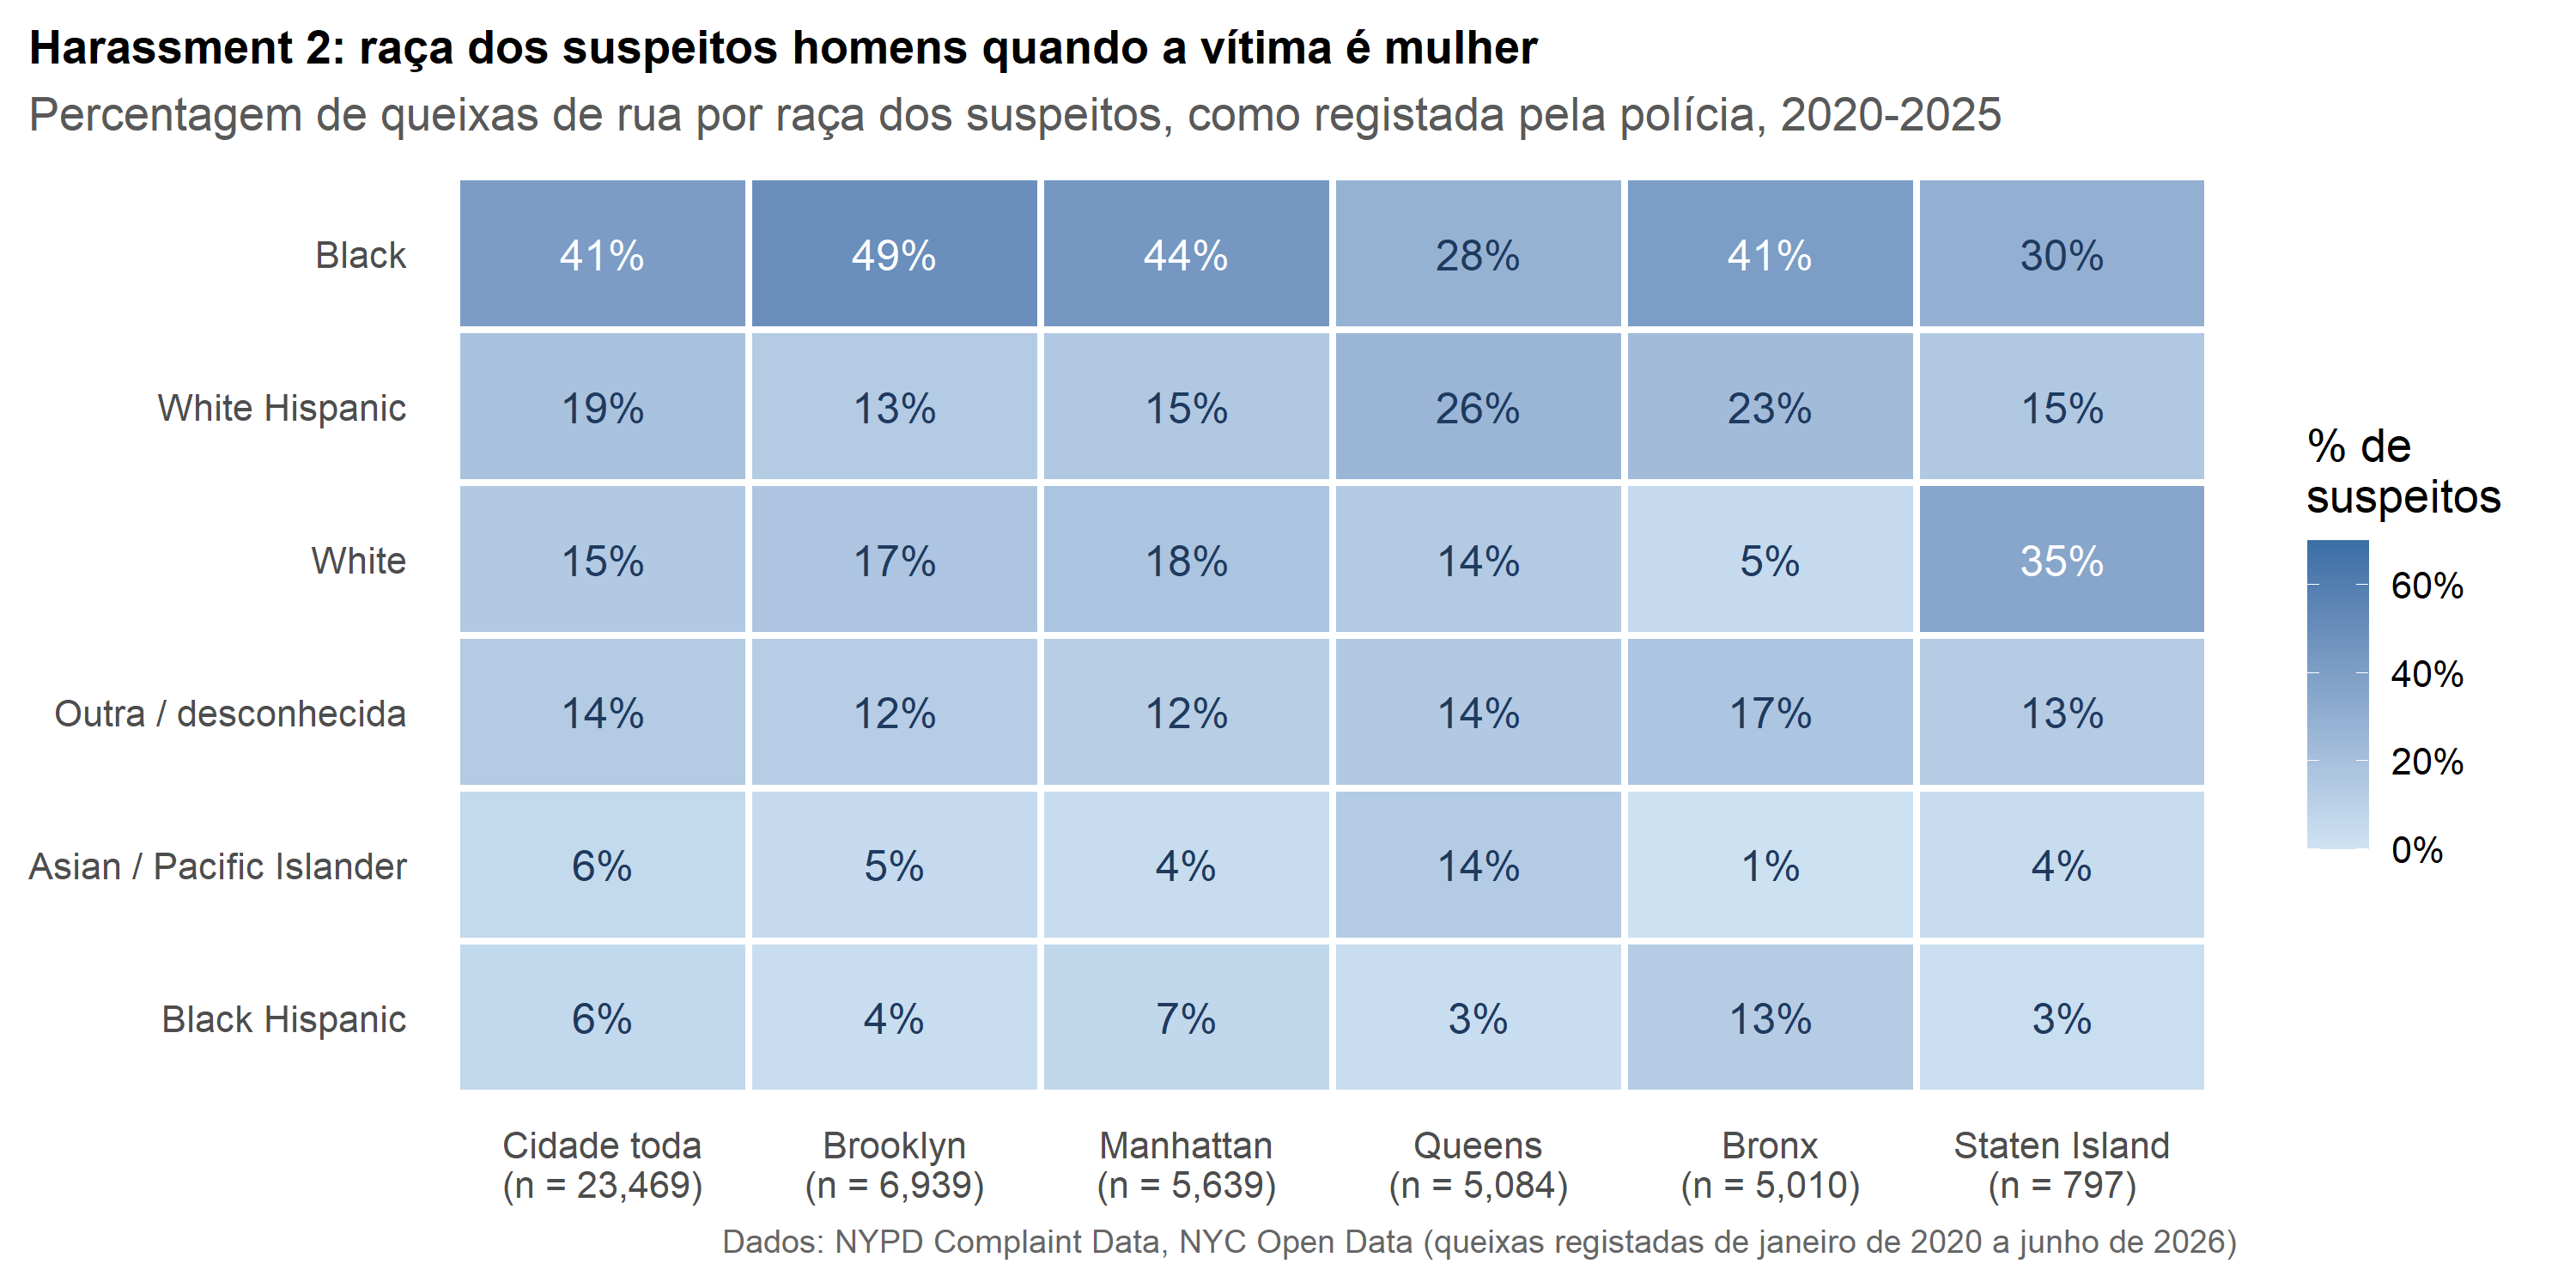 Harassment 2: raça dos suspeitos homens quando a vítima é mulher
Percentagem de queixas de rua por raça dos suspeitos, como registada pela polícia, 2020-2025
Black 41% 49% 44% 28% 41% 30%
White Hispanic 19% 13% 15% 26% 23% 15%
White 15% 17% 18% 14% 5% 35%
Outra / desconhecida 14% 12% 12% 14% 17% 13%
Asian / Pacific Islander 6% 5% 4% 14% 1% 4%
Black Hispanic 6% 4% 7% 3% 13% 3%
Cidade toda Brooklyn Manhattan Queens Bronx Staten Island
(n = 23,469) (n = 6,939) (n = 5,639) (n = 5,084) (n = 5,010) (n = 797)
% de
suspeitos
60%
40%
20%
0%
Dados: NYPD Complaint Data, NYC Open Data (queixas registadas de janeiro de 2020 a junho de 2026)